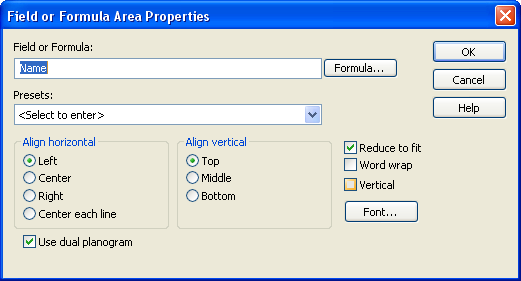 Field or Formula Area Properties
Field or Formula:
Name
Formula...
OK
Cancel
Help
Presets:
<Select to enter>
Align horizontal
Left
Center
Right
Center each line
Align vertical
Top
Middle
Bottom
Reduce to fit
Word wrap
Vertical
Font...
Use dual planogram